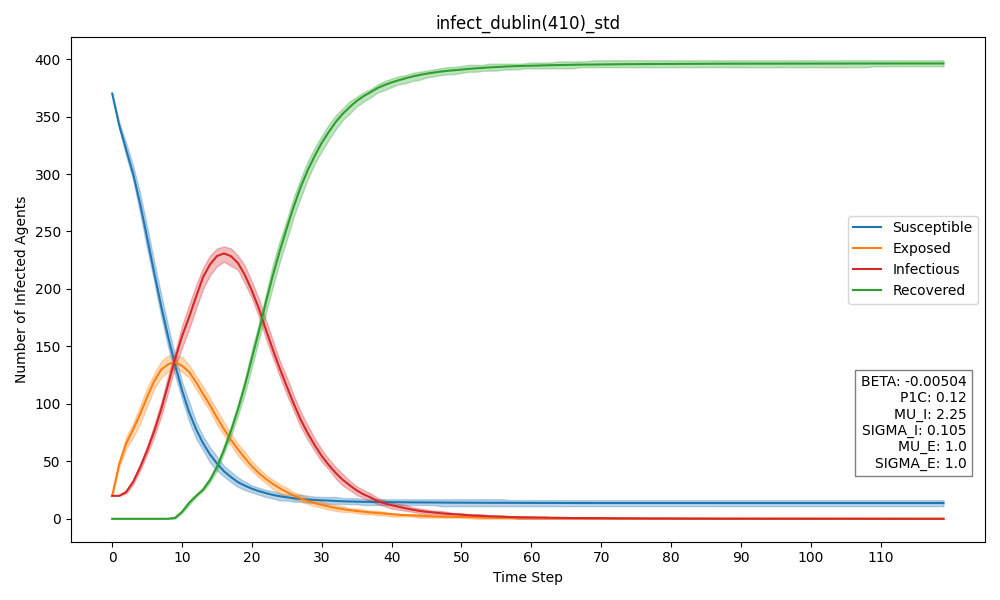 infect_dublin(410)_std
Number of Infected Agents
400
350
300
250
200
150
100
50
0
Susceptible
Exposed
Infectious
Recovered
BETA: -0.00504
P1C: 0.12
MU_I: 2.25
SIGMA_I: 0.105
MU_E: 1.0
SIGMA_E: 1.0
0 10 20 30 40 50 60 70 80 90 100 110
Time Step